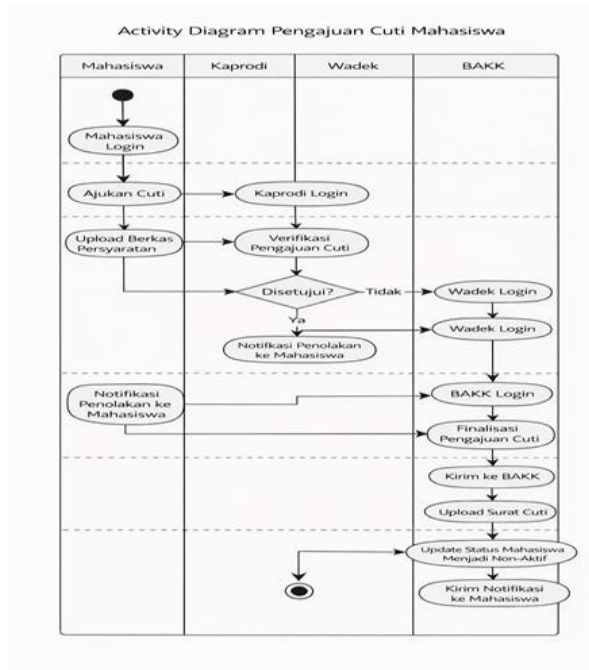 Activity Diagram Pengajuan Cuti Mahasiswa
Mahasiswa
Kaprodi
Wadek
BAKK
Mahasiswa
Login
Ajukan Cuti
Kaprodi Login
Upload Berkas
Persyaratan
Verifikasi
Pengajuan Cuti
Disetujui?
Tidak
Wadek Login
Ya
Wadek Login
Notifkasi Penolakan
ke Mahasiswa
Notifikasi
Penolakan ke
Mahasiswa
BAKK Login
Finalisasi
Pengajuan Cuti
Kirim ke BAKK
Upload Surat Cuti
Update Status Mahasiswa
Menjadi Non-Aktif
Kirim Notifikasi
ke Mahasiswa